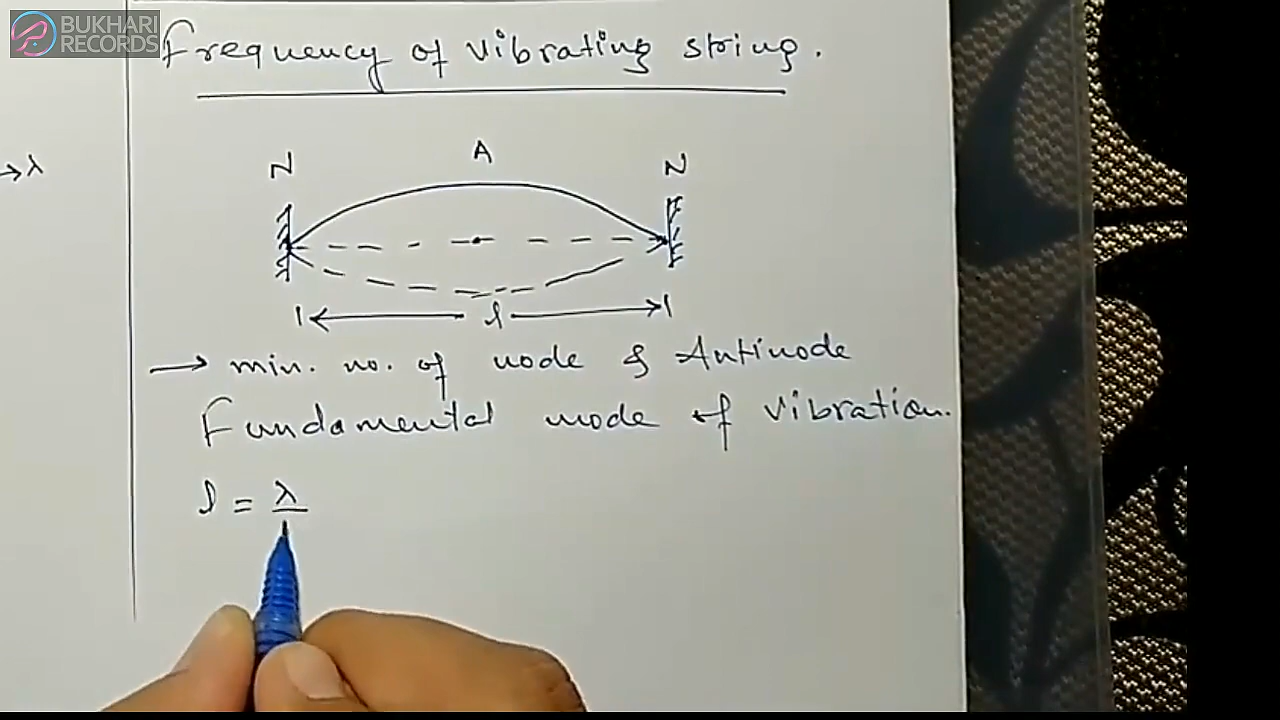 BUKHARI
RECORDS
Frequency of vibrating string.
→ λ
N A N
l
→ min. no. of node & Antinode
Fundamental mode of vibration.
l = λ